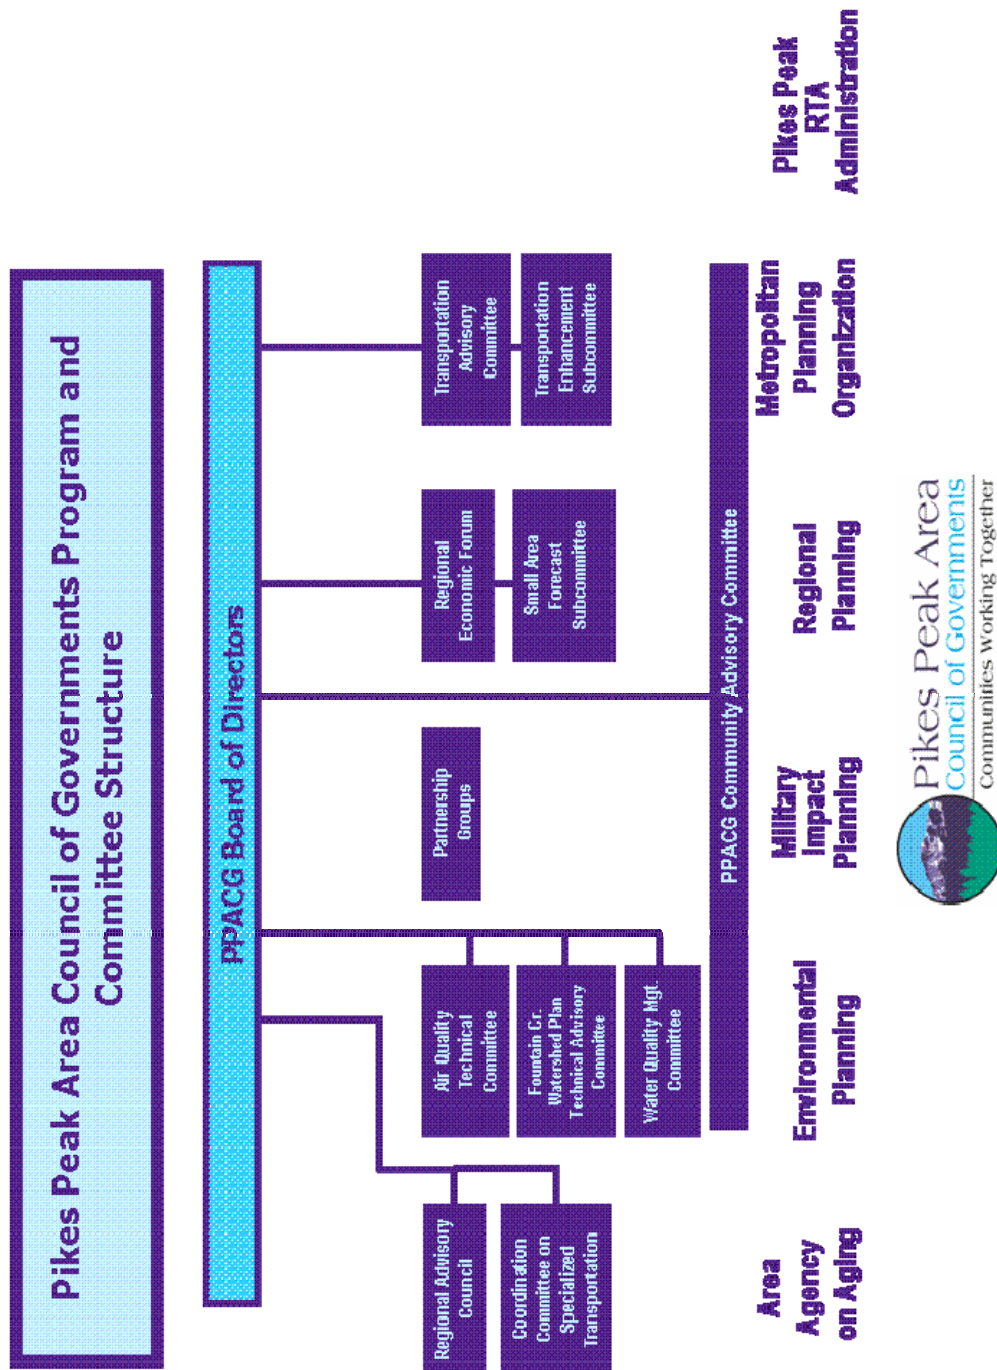 Pikes Peak Area Council of Governments Program and
Committee Structure
PPACG Board of Directors
Regional Advisory
Council
Coordination
Committee on
Specialized
Transportation
Air Quality
Technical
Committee
Fountain Cr.
Watershed Plan
Technical Advisory
Committee
Water Quality Mgt.
Committee
Partnership
Groups
Regional
Economic Forum
Small Area
Forecast
Subcommittee
Transportation
Advisory
Committee
Transportation
Enhancement
Subcommittee
PPACG Community Advisory Committee
Area
Agency
on Aging
Environmental
Planning
Military
Impact
Planning
Regional
Planning
Metropolitan
Planning
Organization
Pikes Peak
RTA
Administration
Pikes Peak Area
Council of Governments
Communities Working Together